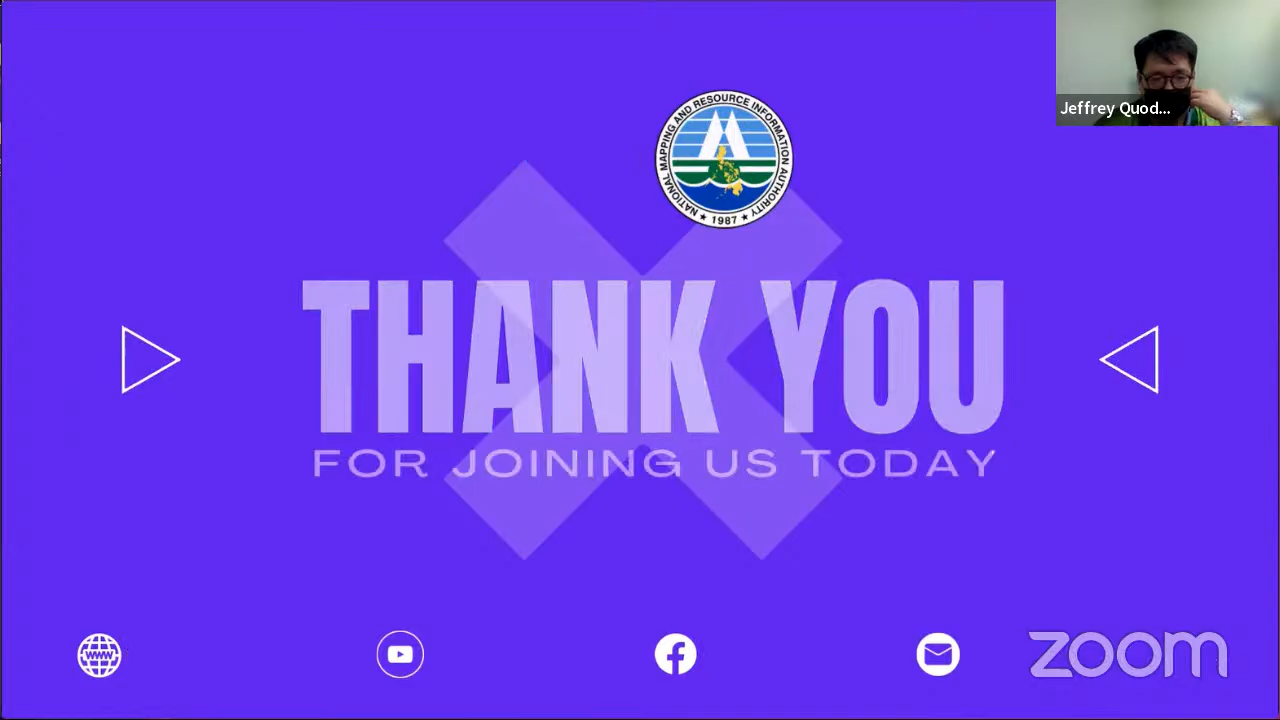 Jeffrey Quod...
NATIONAL MAPPING AND RESOURCE INFORMATION AUTHORITY
★ 1987 ★
THANK YOU
FOR JOINING US TODAY
WWW
zoom